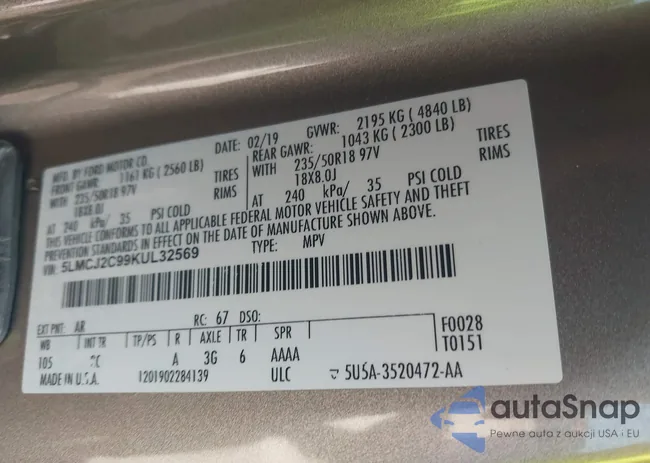 MFD. BY FORD MOTOR CO.
DATE: 02/19 GVWR: 2195 KG ( 4840 LB)
FRONT GAWR: 1161 KG ( 2560 LB) REAR GAWR: 1043 KG ( 2300 LB)
WITH 235/50R18 97V TIRES WITH 235/50R18 97V TIRES
18X8.0J RIMS 18X8.0J RIMS
AT 240 kPa/ 35 PSI COLD AT 240 kPa/ 35 PSI COLD
THIS VEHICLE CONFORMS TO ALL APPLICABLE FEDERAL MOTOR VEHICLE SAFETY AND THEFT
PREVENTION STANDARDS IN EFFECT ON THE DATE OF MANUFACTURE SHOWN ABOVE.
VIN: 5LMCJ2C99KUL32569 TYPE: MPV
EXT PNT: AR RC: 67 DSO: F0028
WB INT TR TP/PS R AXLE TR SPR T0151
105 A 3G 6 AAAA
MADE IN U.S.A. 1201902284139 ULC 5U5A-3520472-AA
autaSnap
Pewne auta z aukcji USA i EU